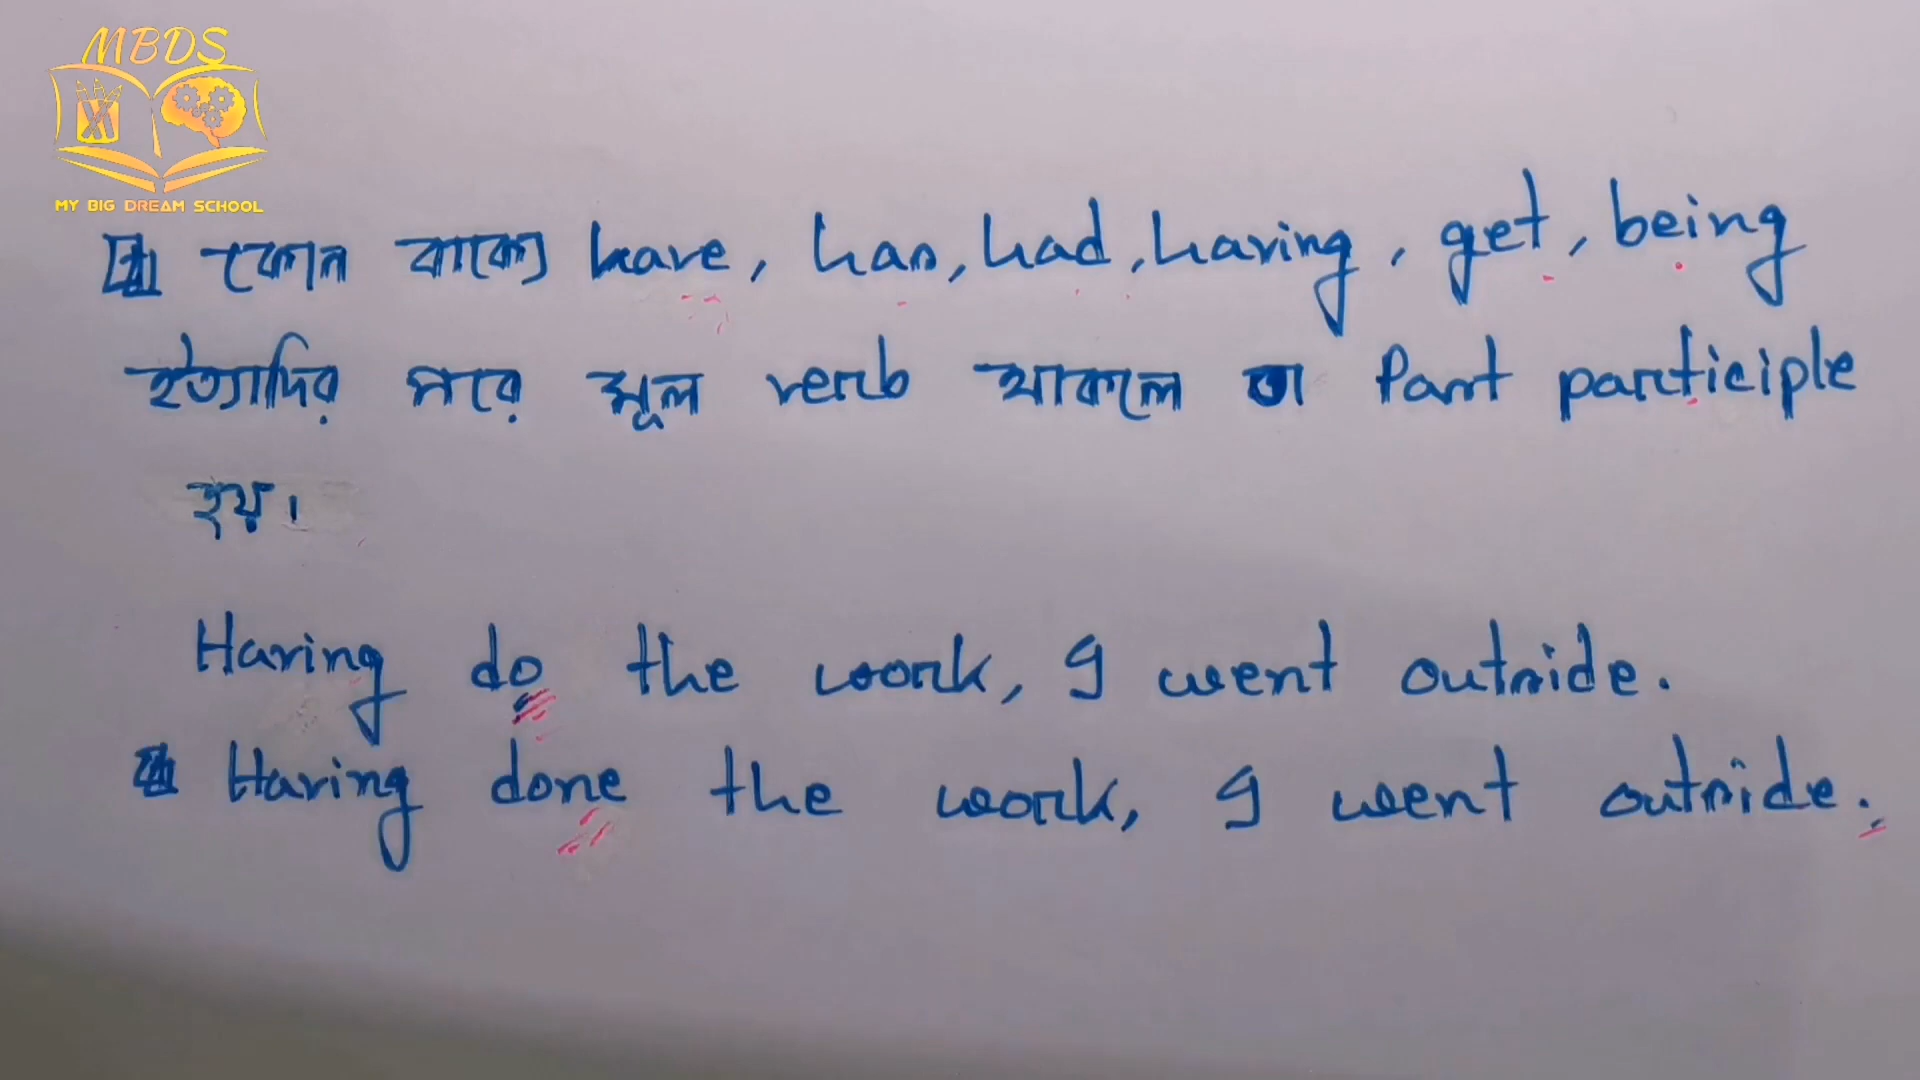 MBDS
MY BIG DREAM SCHOOL
কোন বাক্যে have, has, had, having, get, being
ইত্যাদির পরে মূল verb থাকলে তা Past participle
হয়।
Having do the work, I went outside.
Having done the work, I went outside.